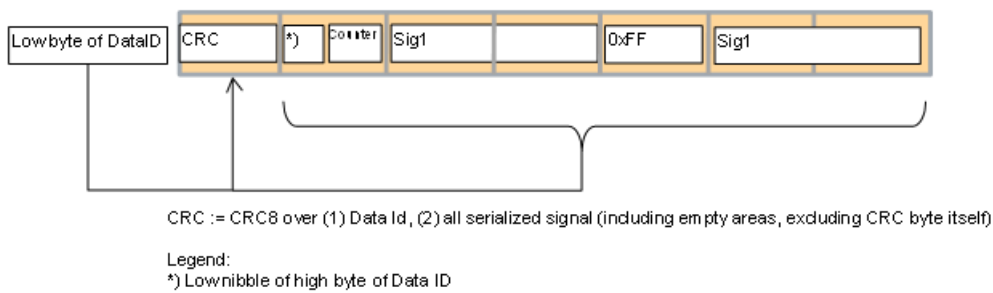 Lowbyte of DataID
CRC
*)
Counter
Sig1
0xFF
Sig1
CRC := CRC8 over (1) Data Id, (2) all serialized signal (including empty areas, excluding CRC byte itself)
Legend:
*) Lownibble of high byte of Data ID